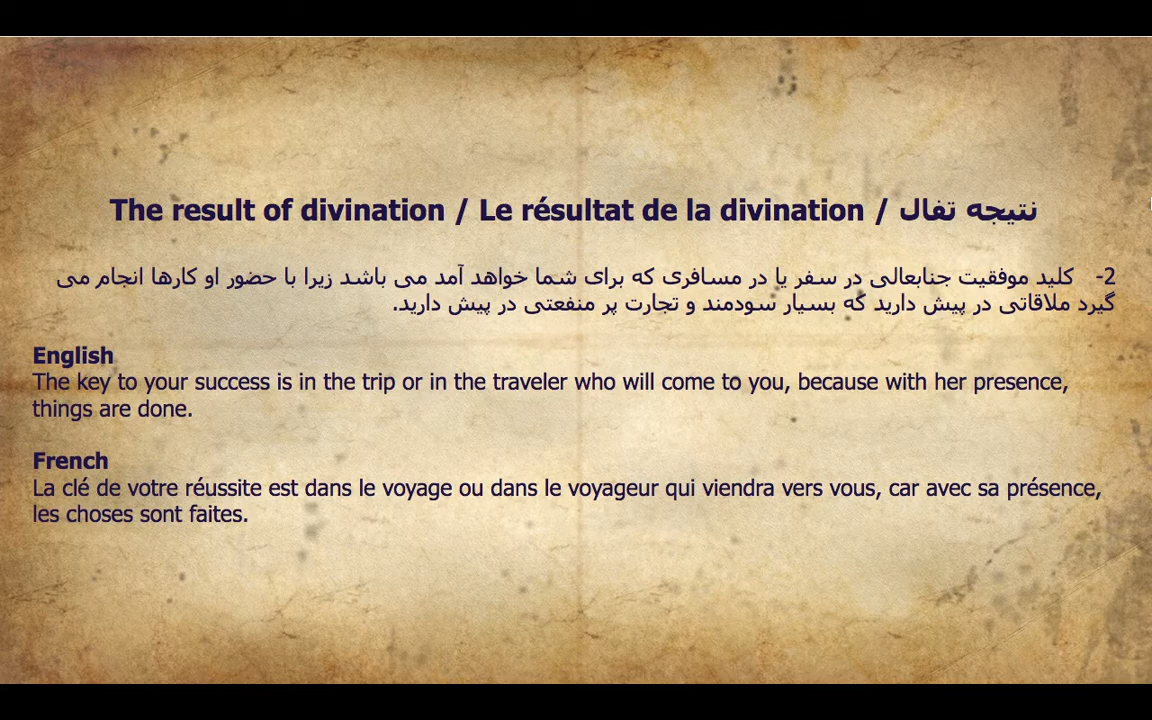 The result of divination / Le résultat de la divination / نتیجه تفال
2-   کلید موفقیت جنابعالی در سفر یا در مسافری که برای شما خواهد آمد می باشد زیرا با حضور او کارها انجام می
گیرد ملاقاتی در پیش دارید که بسیار سودمند و تجارت پر منفعتی در پیش دارید.
English
The key to your success is in the trip or in the traveler who will come to you, because with her presence,
things are done.
French
La clé de votre réussite est dans le voyage ou dans le voyageur qui viendra vers vous, car avec sa présence,
les choses sont faites.